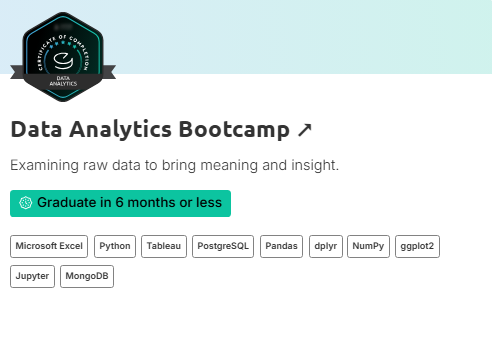 CERTIFICATE OF COMPLETION
DATA
ANALYTICS
Data Analytics Bootcamp ↗
Examining raw data to bring meaning and insight.
Graduate in 6 months or less
Microsoft Excel Python Tableau PostgreSQL Pandas dplyr NumPy ggplot2
Jupyter MongoDB